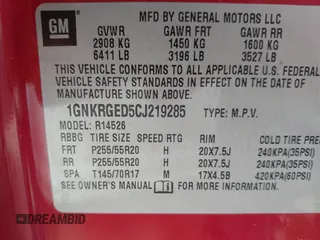 GM
MFD BY GENERAL MOTORS LLC
GVWR GAWR FRT GAWR RR
2908 KG 1450 KG 1600 KG
6411 LB 3196 LB 3527 LB
THIS VEHICLE CONFORMS TO ALL APPLICABLE
VEHICLE SAFETY STANDARDS IN EFFECT ON THE
MANUFACTURE SHOWN ABOVE.
1GNKRGED5CJ219285 TYPE: M.P.V.
MODEL: R14526
RBBG TIRE SIZE SPEED RTG RIM COLD TIRE
FRT P255/55R20 H 20X7.5J 240KPA(35PSI)
RR P255/55R20 H 20X7.5J 240KPA(35PSI)
SPA T145/70R17 M 17X4.5B 420KPA(60PSI)
SEE OWNER'S MANUAL FOR MORE INFORMATION.
DREAMBID